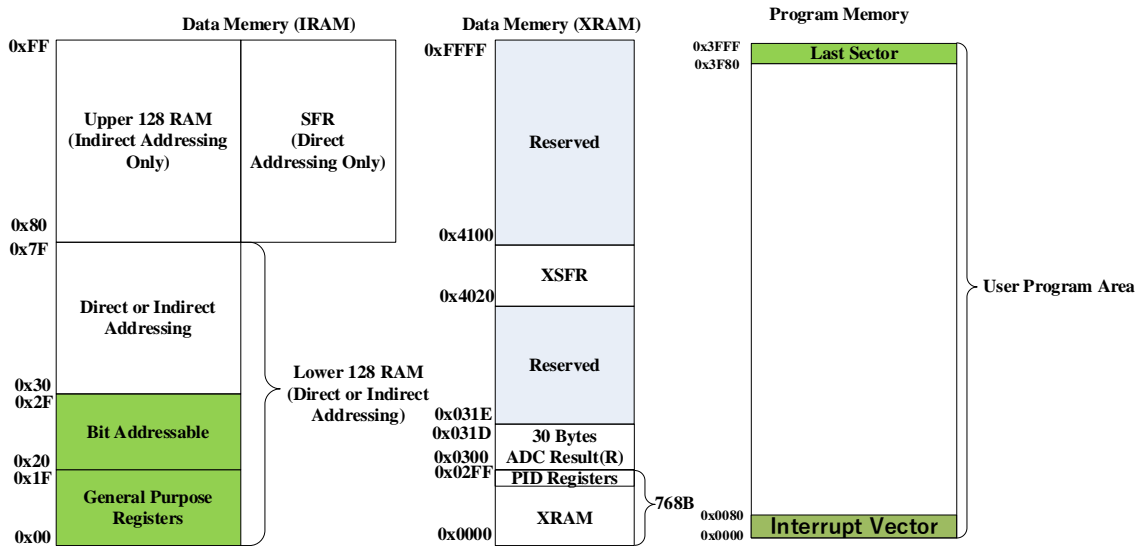 Data Memery (IRAM)
0xFF
Upper 128 RAM
(Indirect Addressing
Only)
SFR
(Direct
Addressing Only)
0x80
0x7F
Direct or Indirect
Addressing
0x30
0x2F
Bit Addressable
0x20
0x1F
General Purpose
Registers
0x00
Lower 128 RAM
(Direct or Indirect
Addressing)
Data Memery (XRAM)
0xFFFF
Reserved
0x4100
XSFR
0x4020
Reserved
0x031E
0x031D
30 Bytes
ADC Result(R)
0x0300
0x02FF
PID Registers
XRAM
0x0000
768B
Program Memory
0x3FFF
Last Sector
0x3F80
User Program Area
0x0080
Interrupt Vector
0x0000